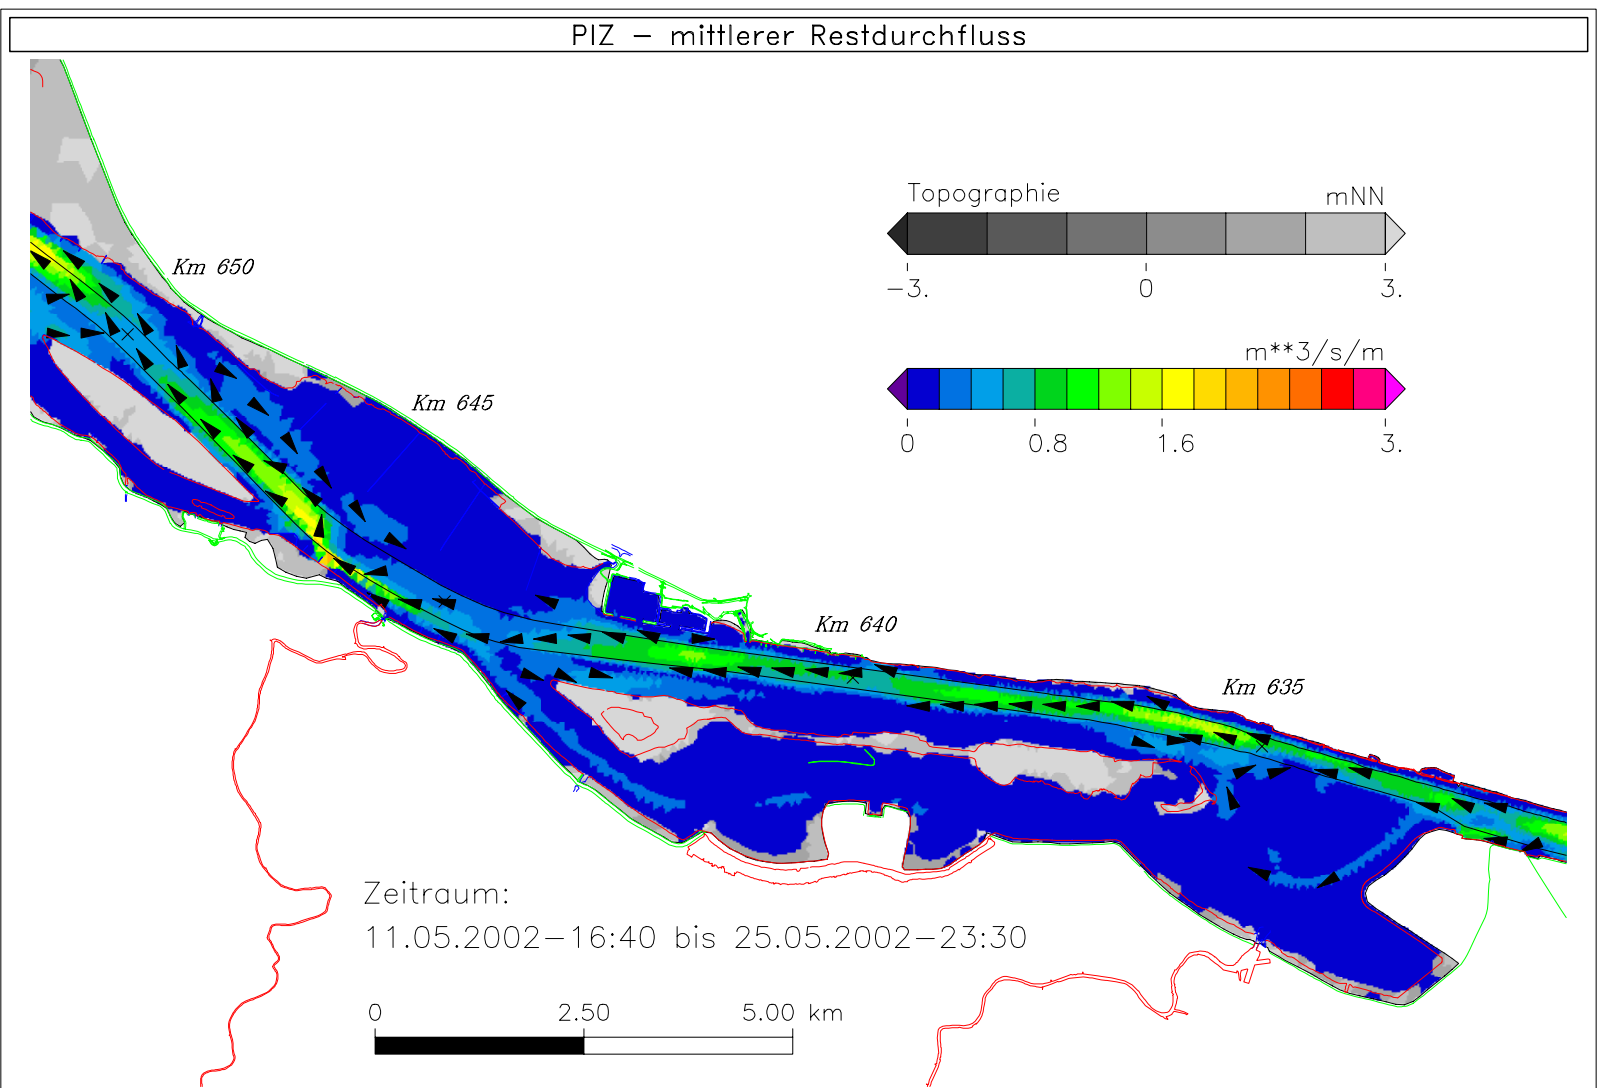 PIZ − mittlerer Restdurchfluss
Topographie mNN
−3. 0 3.
Km 650
m**3/s/m
0 0.8 1.6 3.
Km 645
Km 640
Km 635
Zeitraum:
11.05.2002−16:40 bis 25.05.2002−23:30
0 2.50 5.00 km